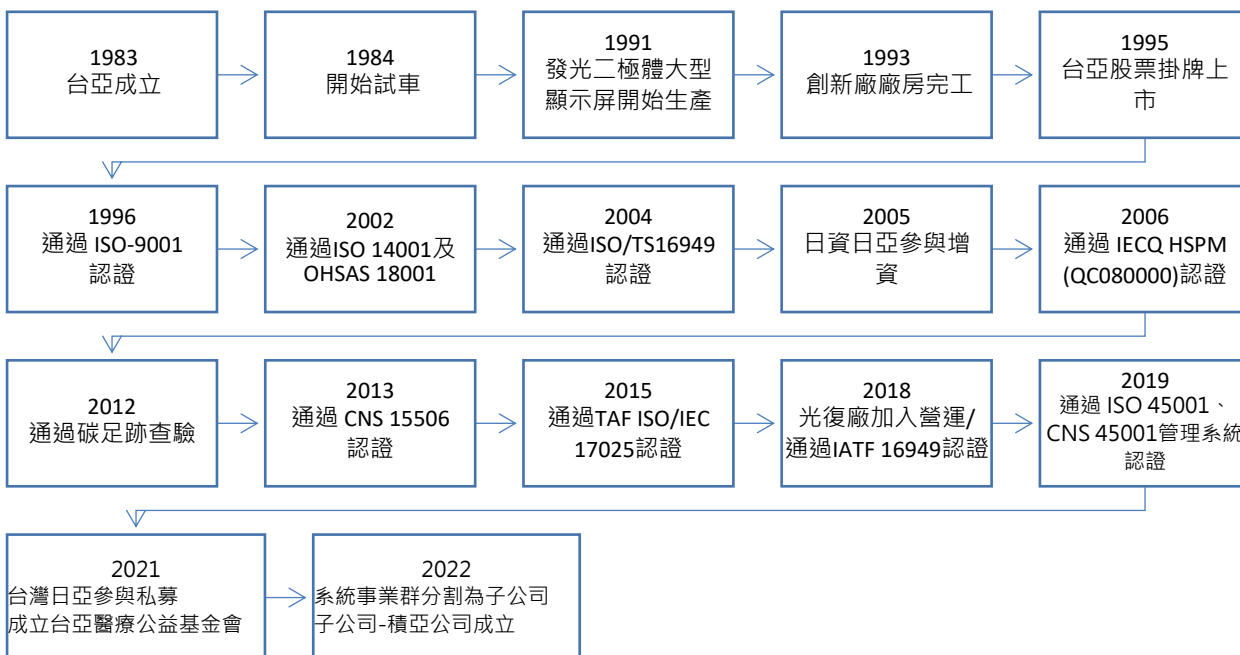 1983
台亞成立
1984
開始試車
1991
發光二極體大型
顯示屏開始生產
1993
創新廠廠房完工
1995
台亞股票掛牌上
市
1996
通過 ISO-9001
認證
2002
通過ISO 14001及
OHSAS 18001
2004
通過ISO/TS16949
認證
2005
日資日亞參與增
資
2006
通過 IECQ HSPM
(QC080000)認證
2012
通過碳足跡查驗
2013
通過 CNS 15506
認證
2015
通過TAF ISO/IEC
17025認證
2018
光復廠加入營運/
通過IATF 16949認證
2019
通過 ISO 45001、
CNS 45001管理系統
認證
2021
台灣日亞參與私募
成立台亞醫療公益基金會
2022
系統事業群分割為子公司
子公司-積亞公司成立